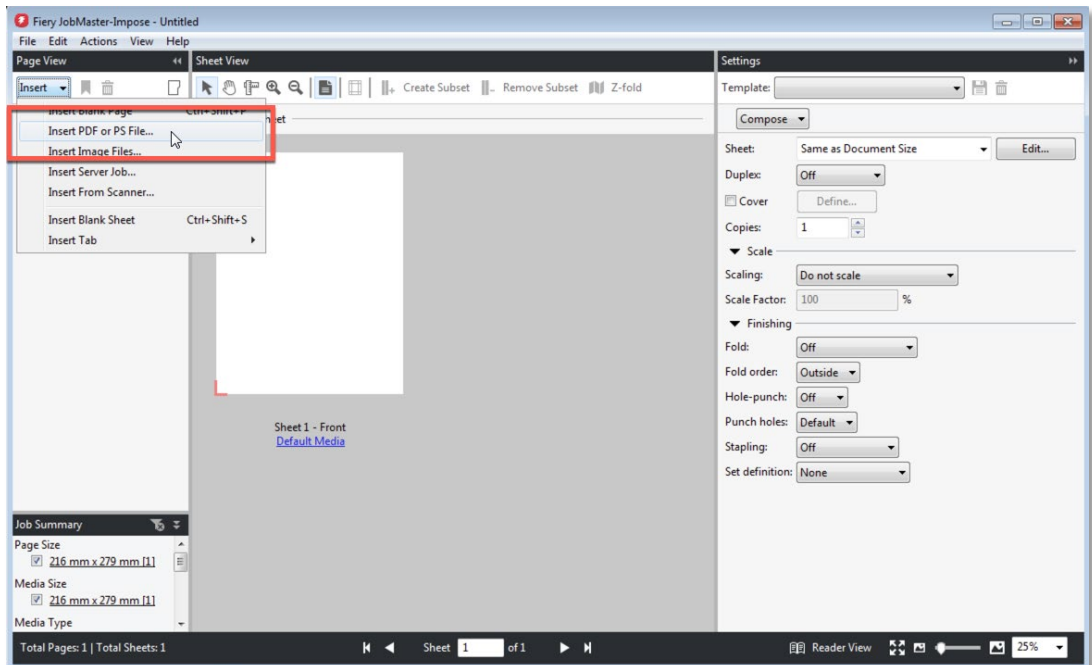 Fiery JobMaster-Impose - Untitled
File Edit Actions View Help
Page View
Sheet View
Settings
Insert
Create Subset
Remove Subset
Z-fold
Template:
Insert Blank Page Ctrl+Shift+P
Insert PDF or PS File...
Insert Image Files...
Insert Server Job...
Insert From Scanner...
Insert Blank Sheet Ctrl+Shift+S
Insert Tab
Compose
Sheet: Same as Document Size Edit...
Duplex: Off
Cover Define...
Copies: 1
Scale
Scaling: Do not scale
Scale Factor: 100 %
Finishing
Fold: Off
Fold order: Outside
Hole-punch: Off
Punch holes: Default
Stapling: Off
Set definition: None
Sheet 1 - Front
Default Media
Job Summary
Page Size
216 mm x 279 mm [1]
Media Size
216 mm x 279 mm [1]
Media Type
Total Pages: 1 | Total Sheets: 1
Sheet 1 of 1
Reader View
25%